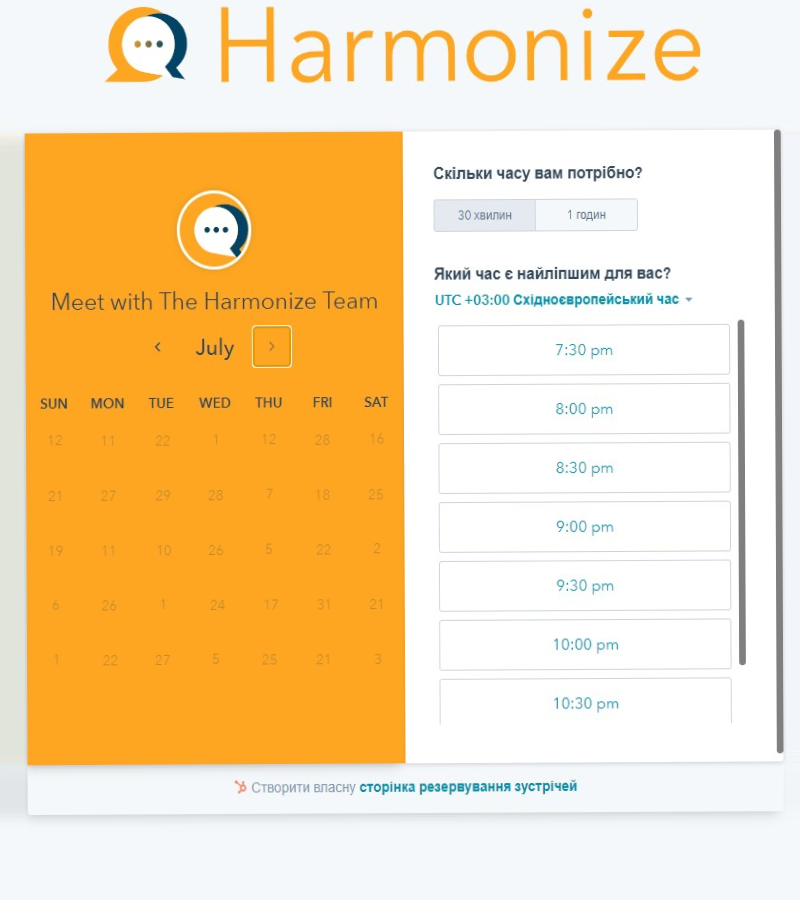 Harmonize
Meet with The Harmonize Team
July
SUN MON TUE WED THU FRI SAT
12 11 22 1 12 28 16
21 27 29 28 7 18 25
19 11 10 26 5 22 2
6 26 1 24 17 31 21
1 22 27 5 25 21 3
Скільки часу вам потрібно?
30 хвилин 1 годин
Який час є найліпшим для вас?
UTC +03:00 Східноєвропейський час
7:30 pm
8:00 pm
8:30 pm
9:00 pm
9:30 pm
10:00 pm
10:30 pm
Створити власну сторінка резервування зустрічей